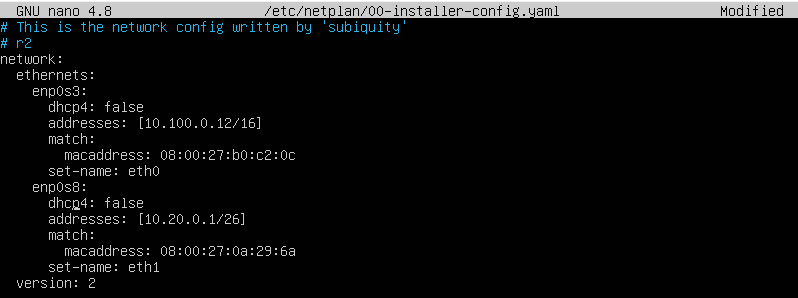 GNU nano 4.8 /etc/netplan/00-installer-config.yaml Modified
# This is the network config written by 'subiquity'
# r2
network:
  ethernets:
    enp0s3:
      dhcp4: false
      addresses: [10.100.0.12/16]
      match:
        macaddress: 08:00:27:b0:c2:0c
      set-name: eth0
    enp0s8:
      dhcp4: false
      addresses: [10.20.0.1/26]
      match:
        macaddress: 08:00:27:0a:29:6a
      set-name: eth1
  version: 2